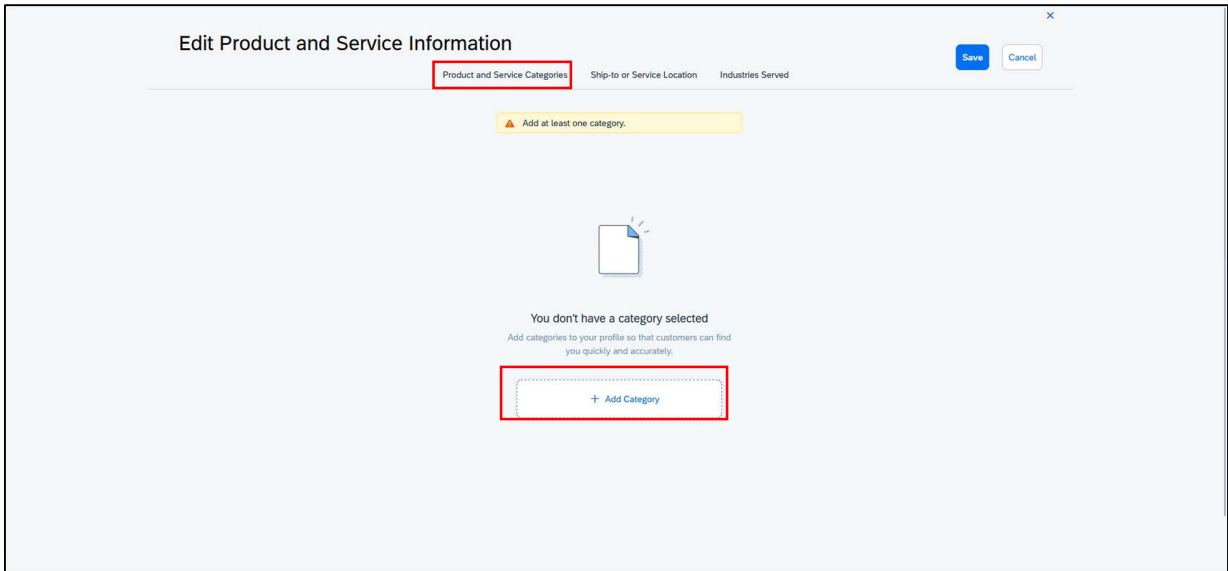 Edit Product and Service Information
Save
Cancel
Product and Service Categories
Ship-to or Service Location
Industries Served
Add at least one category.
You don't have a category selected
Add categories to your profile so that customers can find
you quickly and accurately.
+ Add Category